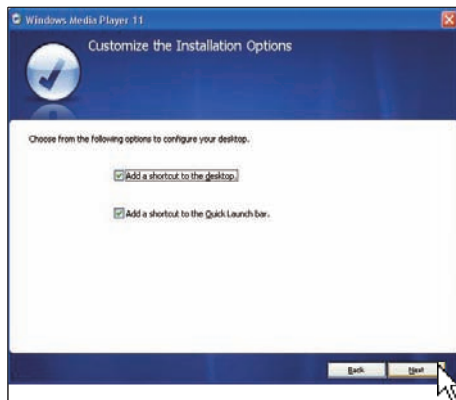 Windows Media Player 11
Customize the Installation Options
Choose from the following options to configure your desktop.
Add a shortcut to the desktop.
Add a shortcut to the Quick Launch bar.
Back Next